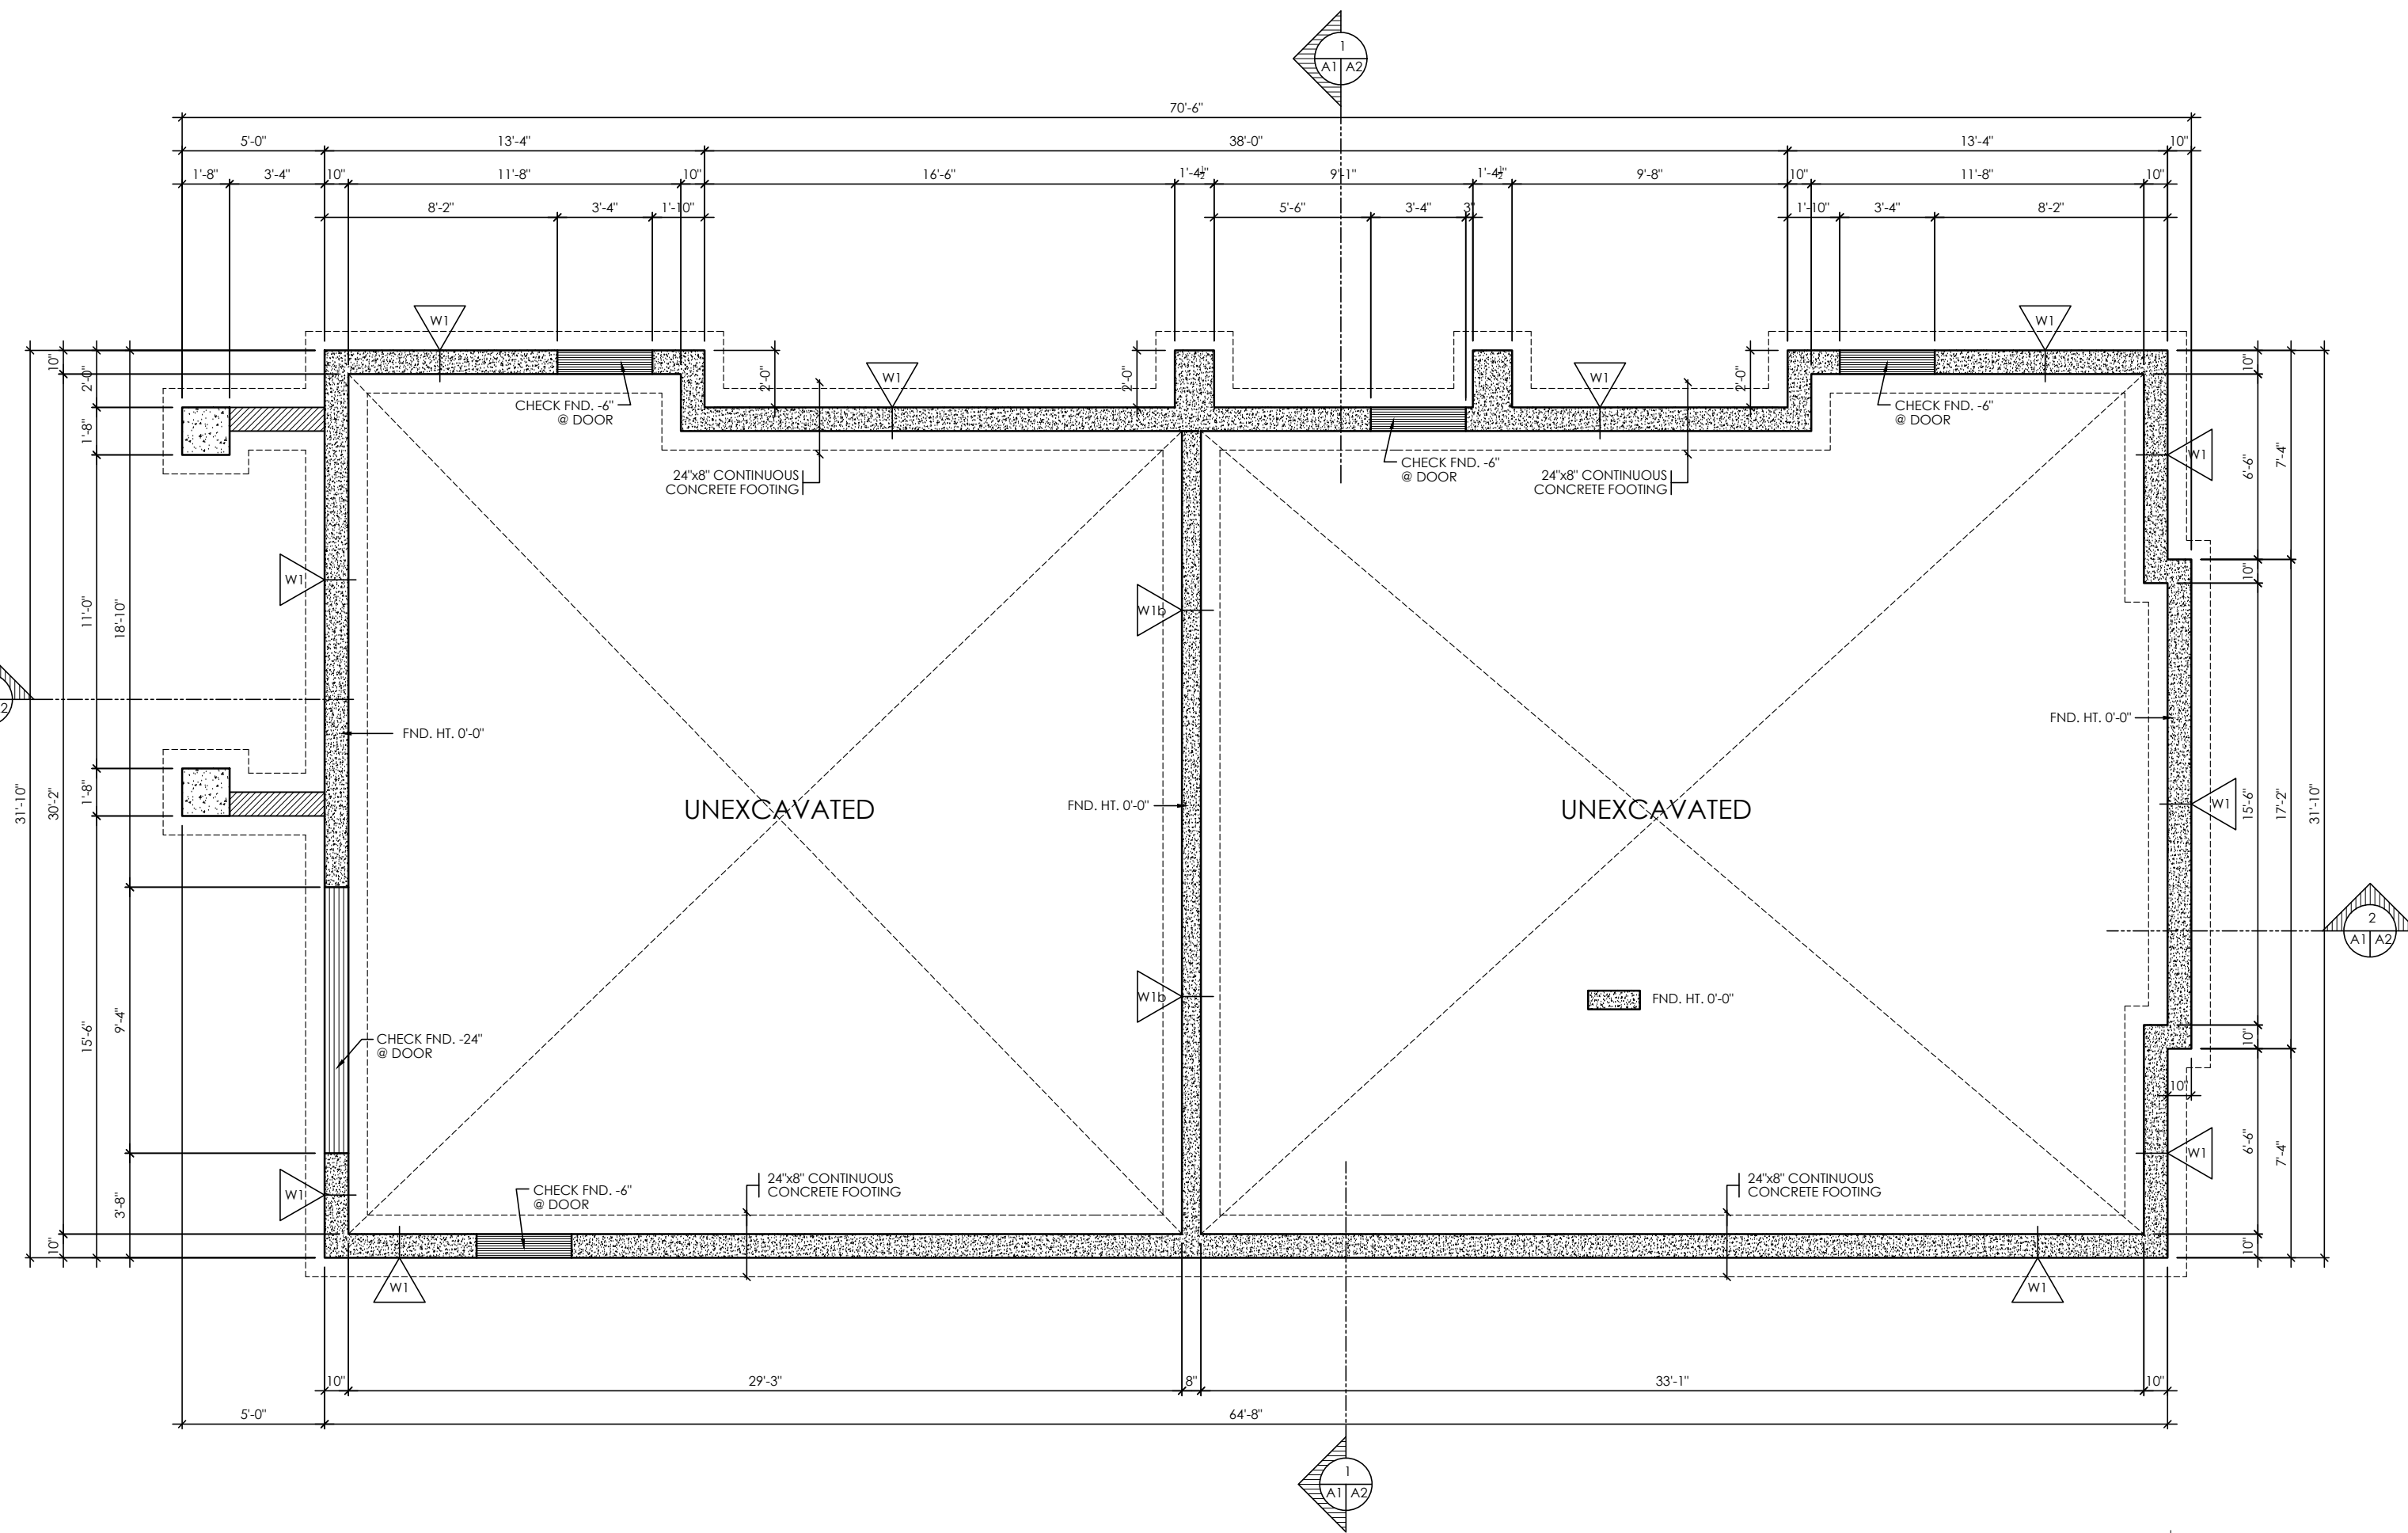 1
A1 A2
70'-6"
5'-0" 13'-4" 38'-0" 13'-4" 10"
1'-8" 3'-4" 10" 11'-8" 10" 16'-6" 1'-4½" 9'-1" 1'-4½" 9'-8" 10" 11'-8" 10"
8'-2" 3'-4" 1'-10" 5'-6" 3'-4" 3" 1'-10" 3'-4" 8'-2"
W1 W1
W1 W1
10" 2'-0" 2'-0" 2'-0" 2'-0" 10"
CHECK FND. -6"
@ DOOR
CHECK FND. -6"
@ DOOR
1'-8"
CHECK FND. -6"
@ DOOR
W1
6'-6" 7'-4"
24"x8" CONTINUOUS
CONCRETE FOOTING
24"x8" CONTINUOUS
CONCRETE FOOTING
W1 10"
11'-0" 18'-10" W1b
2
FND. HT. 0'-0"
FND. HT. 0'-0"
31'-10" 30'-2" 1'-8" FND. HT. 0'-0" W1 15'-6" 17'-2" 31'-10"
UNEXCAVATED UNEXCAVATED
2
A1 A2
W1b
FND. HT. 0'-0"
15'-6" 9'-4"
CHECK FND. -24"
@ DOOR
10"
10"
W1
6'-6" 7'-4"
3'-8" W1
CHECK FND. -6"
@ DOOR
24"x8" CONTINUOUS
CONCRETE FOOTING
24"x8" CONTINUOUS
CONCRETE FOOTING
10" 10"
W1 W1
10" 29'-3" 8" 33'-1" 10"
5'-0" 64'-8"
1
A1 A2